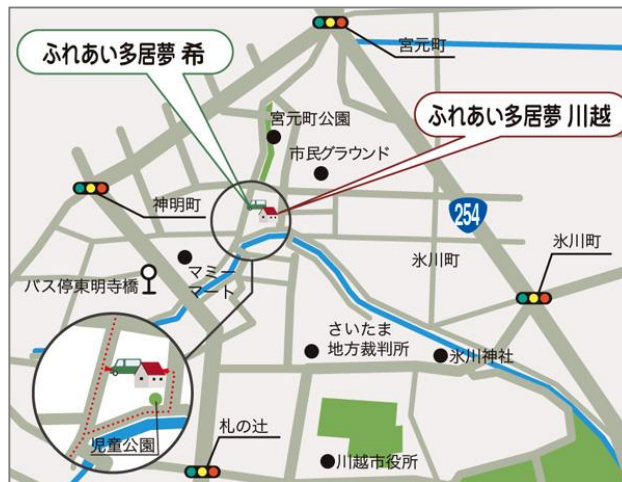 宮元町
ふれあい多居夢 希
宮元町公園
ふれあい多居夢 川越
市民グラウンド
神明町
254
氷川町
氷川町
マミー
マート
バス停東明寺橋
さいたま
地方裁判所
氷川神社
児童公園
札の辻
川越市役所